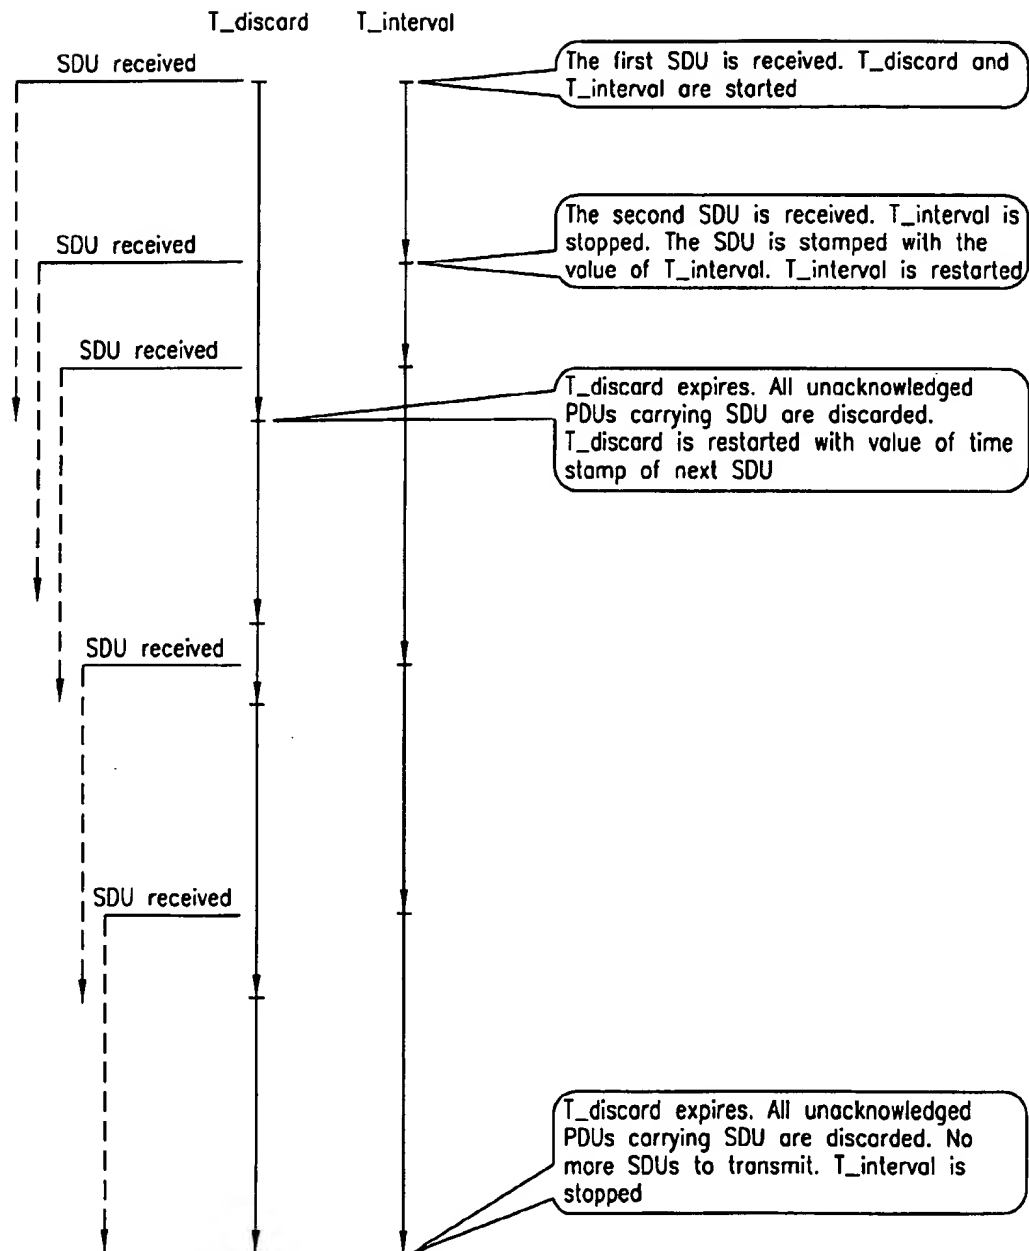 T_discard T_interval
SDU received
The first SDU is received. T_discard and
T_interval are started
SDU received
The second SDU is received. T_interval is
stopped. The SDU is stamped with the
value of T_interval. T_interval is restarted
SDU received
T_discard expires. All unacknowledged
PDUs carrying SDU are discarded.
T_discard is restarted with value of time
stamp of next SDU
SDU received
SDU received
T_discard expires. All unacknowledged
PDUs carrying SDU are discarded. No
more SDUs to transmit. T_interval is
stopped